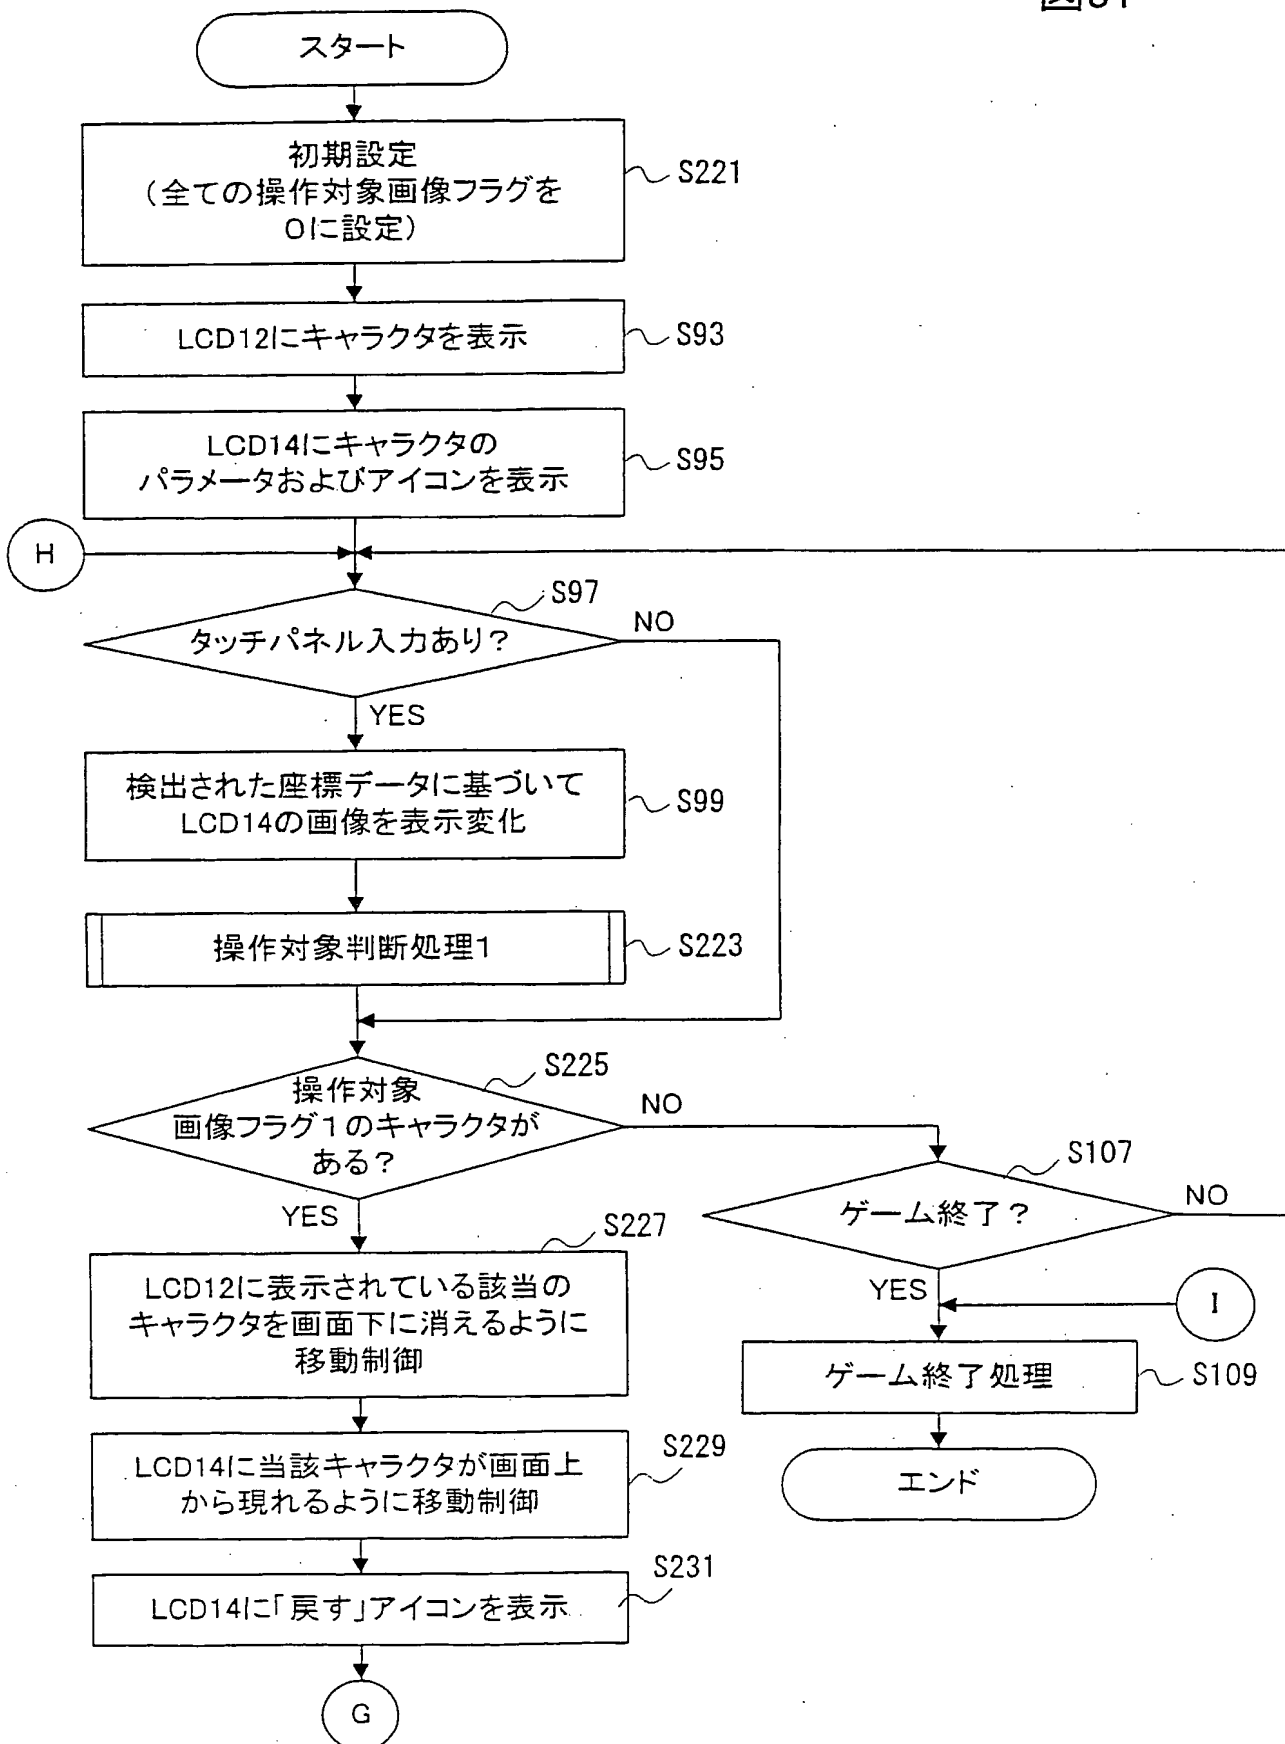 スタート
初期設定
(全ての操作対象画像フラグを
0に設定)
S221
LCD12にキャラクタを表示
S93
LCD14にキャラクタの
パラメータおよびアイコンを表示
S95
H
S97
タッチパネル入力あり?
NO
YES
検出された座標データに基づいて
LCD14の画像を表示変化
S99
操作対象判断処理1
S223
S225
操作対象
画像フラグ1のキャラクタが
ある?
NO
YES
S107
ゲーム終了?
NO
YES
I
S227
LCD12に表示されている該当の
キャラクタを画面下に消えるように
移動制御
ゲーム終了処理
S109
S229
LCD14に当該キャラクタが画面上
から現れるように移動制御
エンド
S231
LCD14に「戻す」アイコンを表示
G